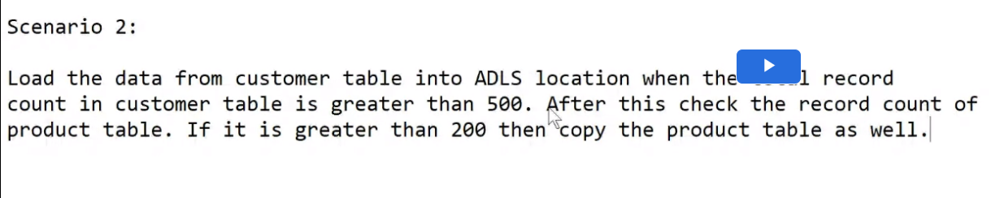 Scenario 2:
Load the data from customer table into ADLS location when the record
count in customer table is greater than 500. After this check the record count of
product table. If it is greater than 200 then copy the product table as well.